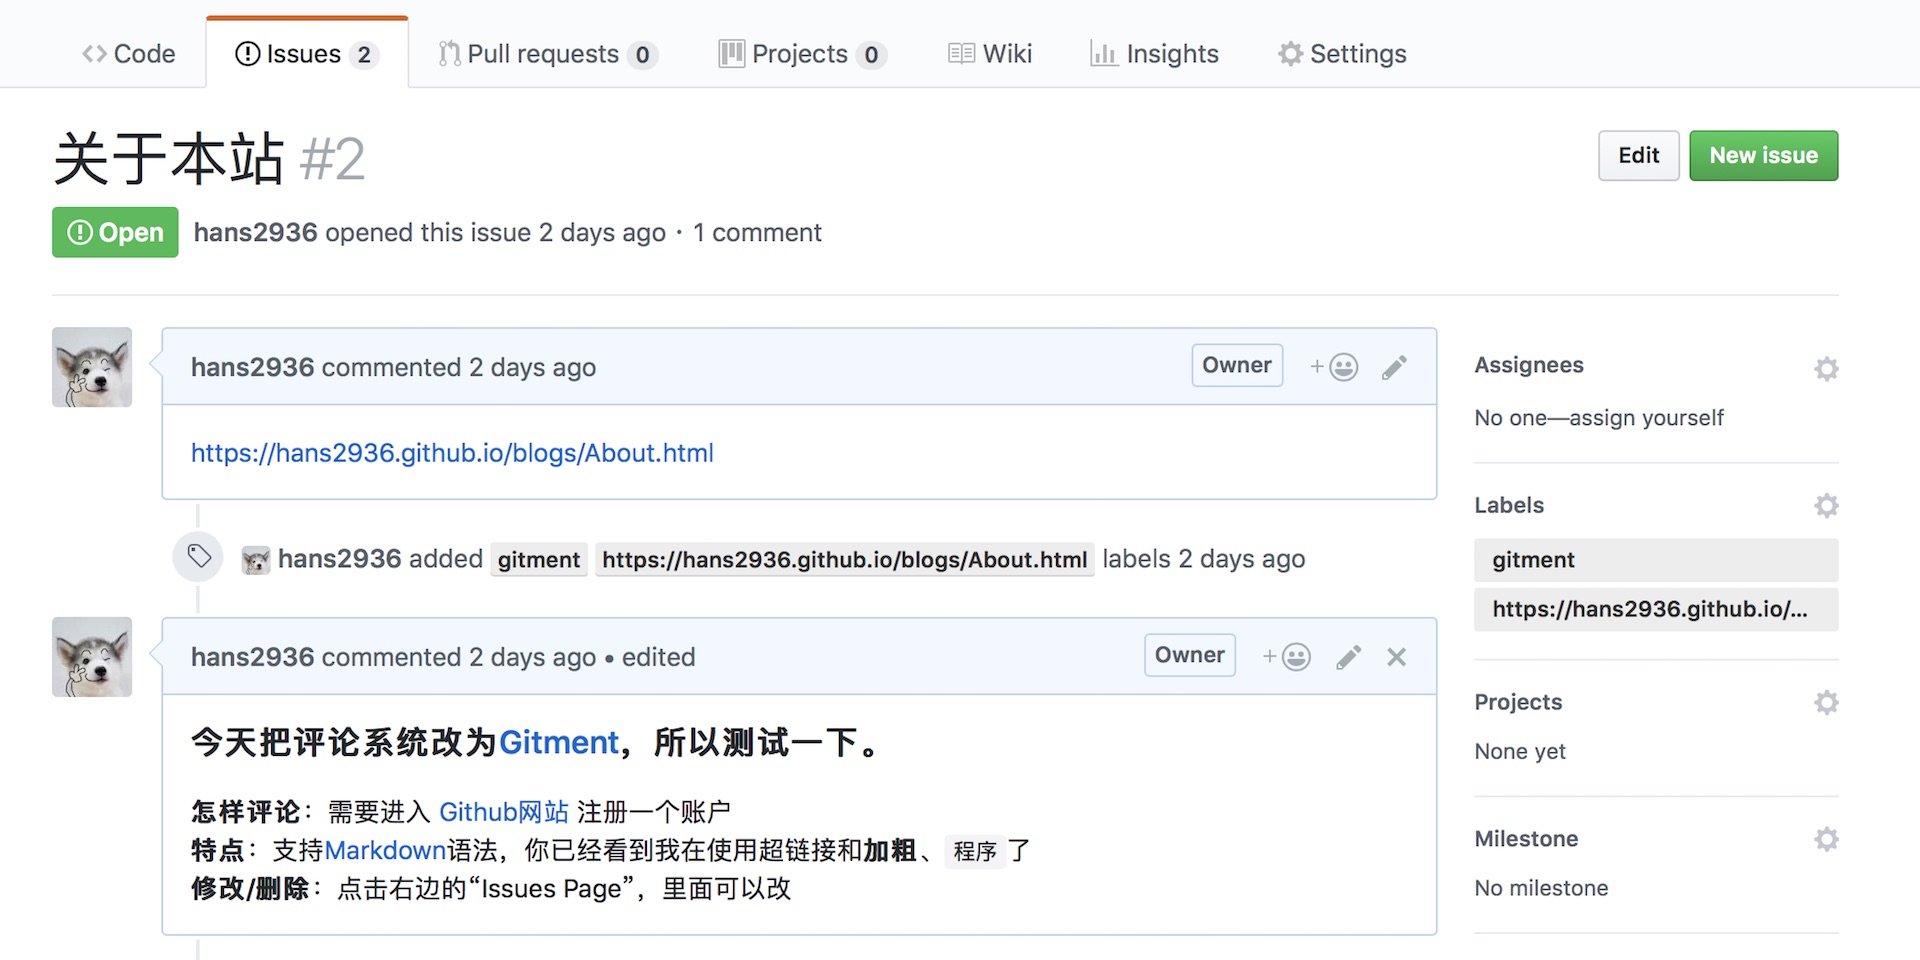 Code Issues 2 Pull requests 0 Projects 0 Wiki Insights Settings
关于本站 #2
Edit New issue
Open hans2936 opened this issue 2 days ago · 1 comment
hans2936 commented 2 days ago Owner
https://hans2936.github.io/blogs/About.html
hans2936 added gitment https://hans2936.github.io/blogs/About.html labels 2 days ago
hans2936 commented 2 days ago • edited Owner
今天把评论系统改为Gitment，所以测试一下。
怎样评论：需要进入 Github网站 注册一个账户
特点：支持Markdown语法，你已经看到我在使用超链接和加粗、 程序 了
修改/删除：点击右边的“Issues Page”，里面可以改
Assignees
No one—assign yourself
Labels
gitment
https://hans2936.github.io/...
Projects
None yet
Milestone
No milestone